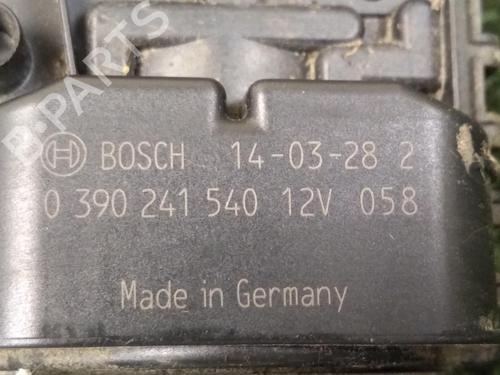 BOSCH 14-03-28 2
0 390 241 540 12V 058
Made in Germany
B-PARTS